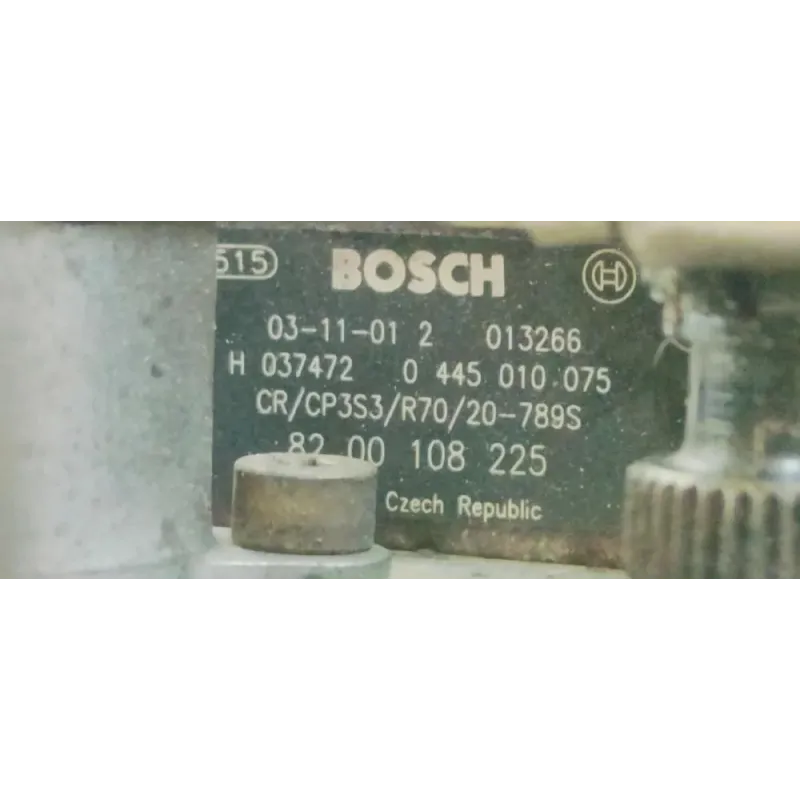 515 BOSCH
03-11-01 2 013266
H 037472 0 445 010 075
CR/CP3S3/R70/20-789S
82 00 108 225
Czech Republic